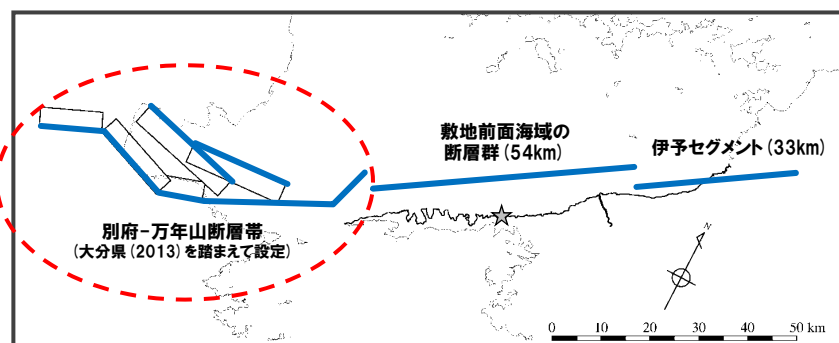 敷地前面海域の
断層群(54km)
伊予セグメント(33km)
別府-万年山断層帯
(大分県(2013)を踏まえて設定)
N
0 10 20 30 40 50 km